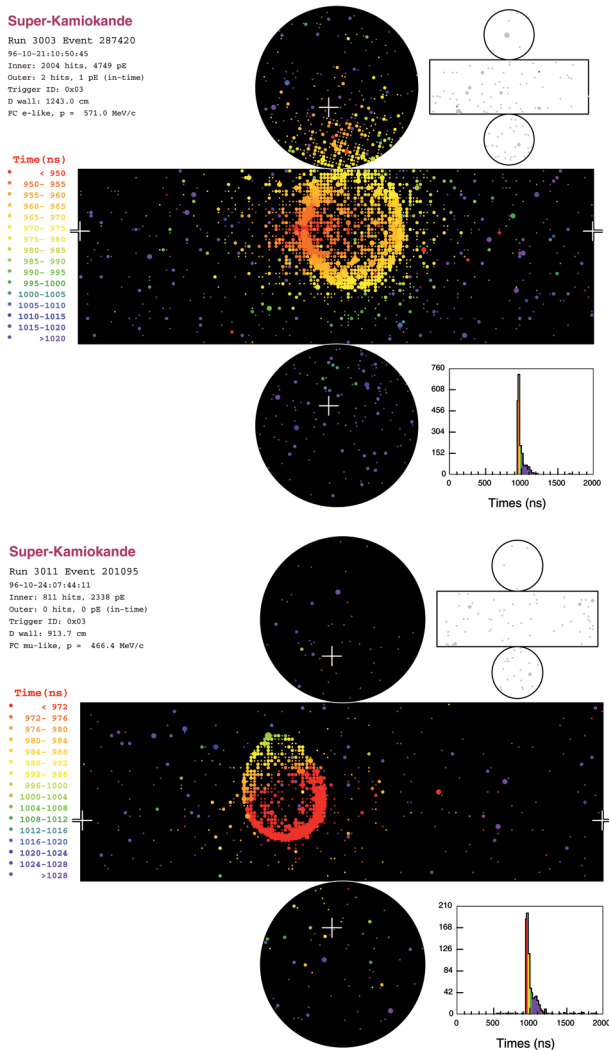 Super-Kamiokande
Run 3003 Event 287420
96-10-21:10:50:45
Inner: 2004 hits, 4749 pE
Outer: 2 hits, 1 pE (in-time)
Trigger ID: 0x03
D wall: 1243.0 cm
FC e-like, p = 571.0 MeV/c
Time(ns)
< 950
950- 955
955- 960
960- 965
965- 970
970- 975
975- 980
980- 985
985- 990
990- 995
995-1000
1000-1005
1005-1010
1010-1015
1015-1020
>1020
760
608
456
304
152
0
0 500 1000 1500 2000
Times (ns)
Super-Kamiokande
Run 3011 Event 201095
96-10-24:07:44:11
Inner: 811 hits, 2338 pE
Outer: 0 hits, 0 pE (in-time)
Trigger ID: 0x03
D wall: 913.7 cm
FC mu-like, p = 466.4 MeV/c
Time(ns)
< 972
972- 976
976- 980
980- 984
984- 988
988- 992
992- 996
996-1000
1000-1004
1004-1008
1008-1012
1012-1016
1016-1020
1020-1024
1024-1028
>1028
210
168
126
84
42
0
0 500 1000 1500 2000
Times (ns)